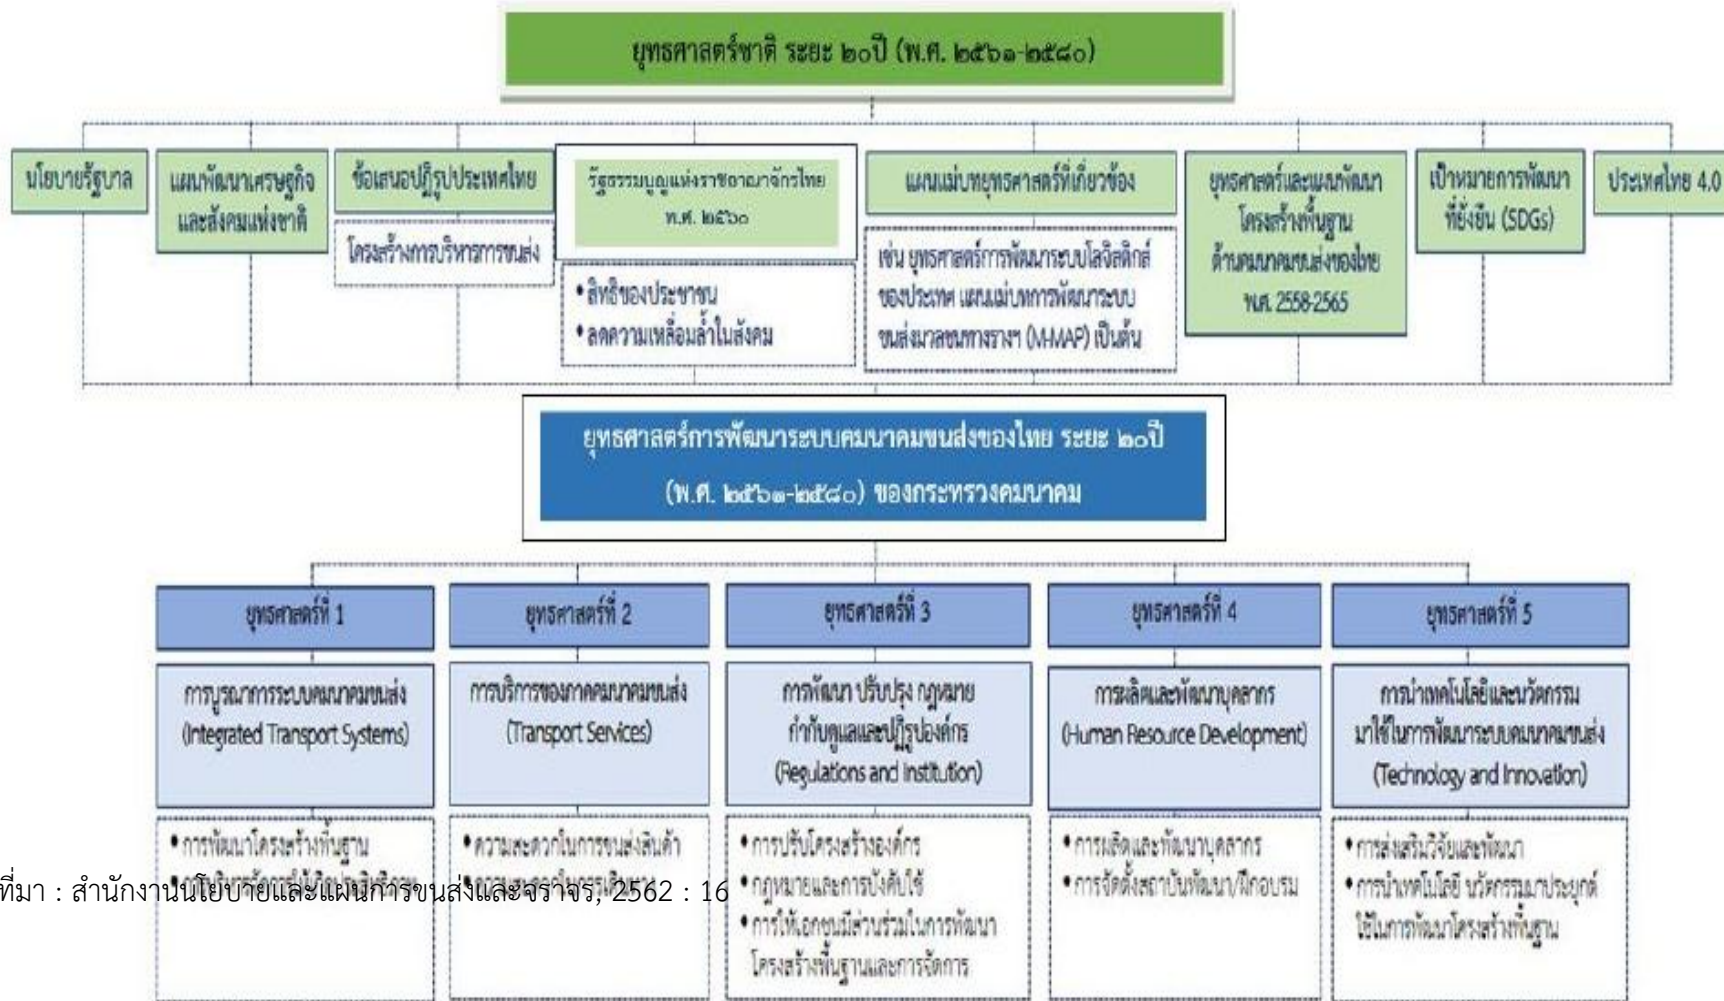 ยุทธศาสตร์ชาติ ระยะ ๒๐ปี (พ.ศ. ๒๕๖๑-๒๕๘๐)
นโยบายรัฐบาล
แผนพัฒนาเศรษฐกิจ
และสังคมแห่งชาติ
ข้อเสนอปฏิรูปประเทศไทย
โครงสร้างการบริหารการขนส่ง
รัฐธรรมนูญแห่งราชอาณาจักรไทย
พ.ศ. ๒๕๖๐
• สิทธิของประชาชน
• ลดความเหลื่อมล้ำในสังคม
แผนแม่บทยุทธศาสตร์ที่เกี่ยวข้อง
เช่น ยุทธศาสตร์การพัฒนาระบบโลจิสติกส์
ของประเทศ แผนแม่บทการพัฒนาระบบ
ขนส่งมวลชนทางรางฯ (M-MAP) เป็นต้น
ยุทธศาสตร์และแผนพัฒนา
โครงสร้างพื้นฐาน
ด้านคมนาคมขนส่งของไทย
พ.ศ. 2558-2565
เป้าหมายการพัฒนา
ที่ยั่งยืน (SDGs)
ประเทศไทย 4.0
ยุทธศาสตร์การพัฒนาระบบคมนาคมขนส่งของไทย ระยะ ๒๐ปี
(พ.ศ. ๒๕๖๑-๒๕๘๐) ของกระทรวงคมนาคม
ยุทธศาสตร์ที่ 1
การบูรณาการระบบคมนาคมขนส่ง
(Integrated Transport Systems)
• การพัฒนาโครงสร้างพื้นฐาน
ยุทธศาสตร์ที่ 2
การบริการของภาคคมนาคมขนส่ง
(Transport Services)
• ความสะดวกในการขนส่งสินค้า
• ความสะดวกในการเดินทาง
ยุทธศาสตร์ที่ 3
การพัฒนา ปรับปรุง กฎหมาย
กำกับดูแลและปฏิรูปองค์กร
(Regulations and Institution)
• การปรับโครงสร้างองค์กร
• กฎหมายและการบังคับใช้
• การให้เอกชนมีส่วนร่วมในการพัฒนา
โครงสร้างพื้นฐานและการจัดการ
ยุทธศาสตร์ที่ 4
การผลิตและพัฒนาบุคลากร
(Human Resource Development)
• การผลิตและพัฒนาบุคลากร
• การจัดตั้งสถาบันพัฒนา/ฝึกอบรม
ยุทธศาสตร์ที่ 5
การนำเทคโนโลยีและนวัตกรรม
มาใช้ในการพัฒนาระบบคมนาคมขนส่ง
(Technology and Innovation)
• การส่งเสริมวิจัยและพัฒนา
• การนำเทคโนโลยี นวัตกรรมมาประยุกต์
ใช้ในการพัฒนาโครงสร้างพื้นฐาน
ที่มา : สำนักงานนโยบายและแผนการขนส่งและจราจร, 2562 : 16